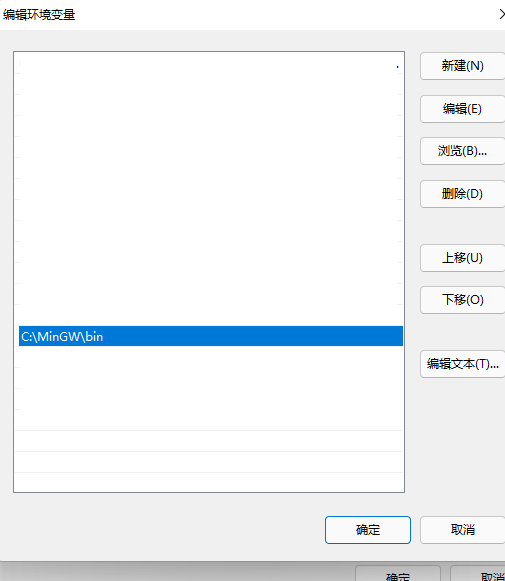 编辑环境变量
新建(N)
编辑(E)
浏览(B)...
删除(D)
上移(U)
下移(O)
C:\MinGW\bin
编辑文本(T)...
确定
取消
确定
取消